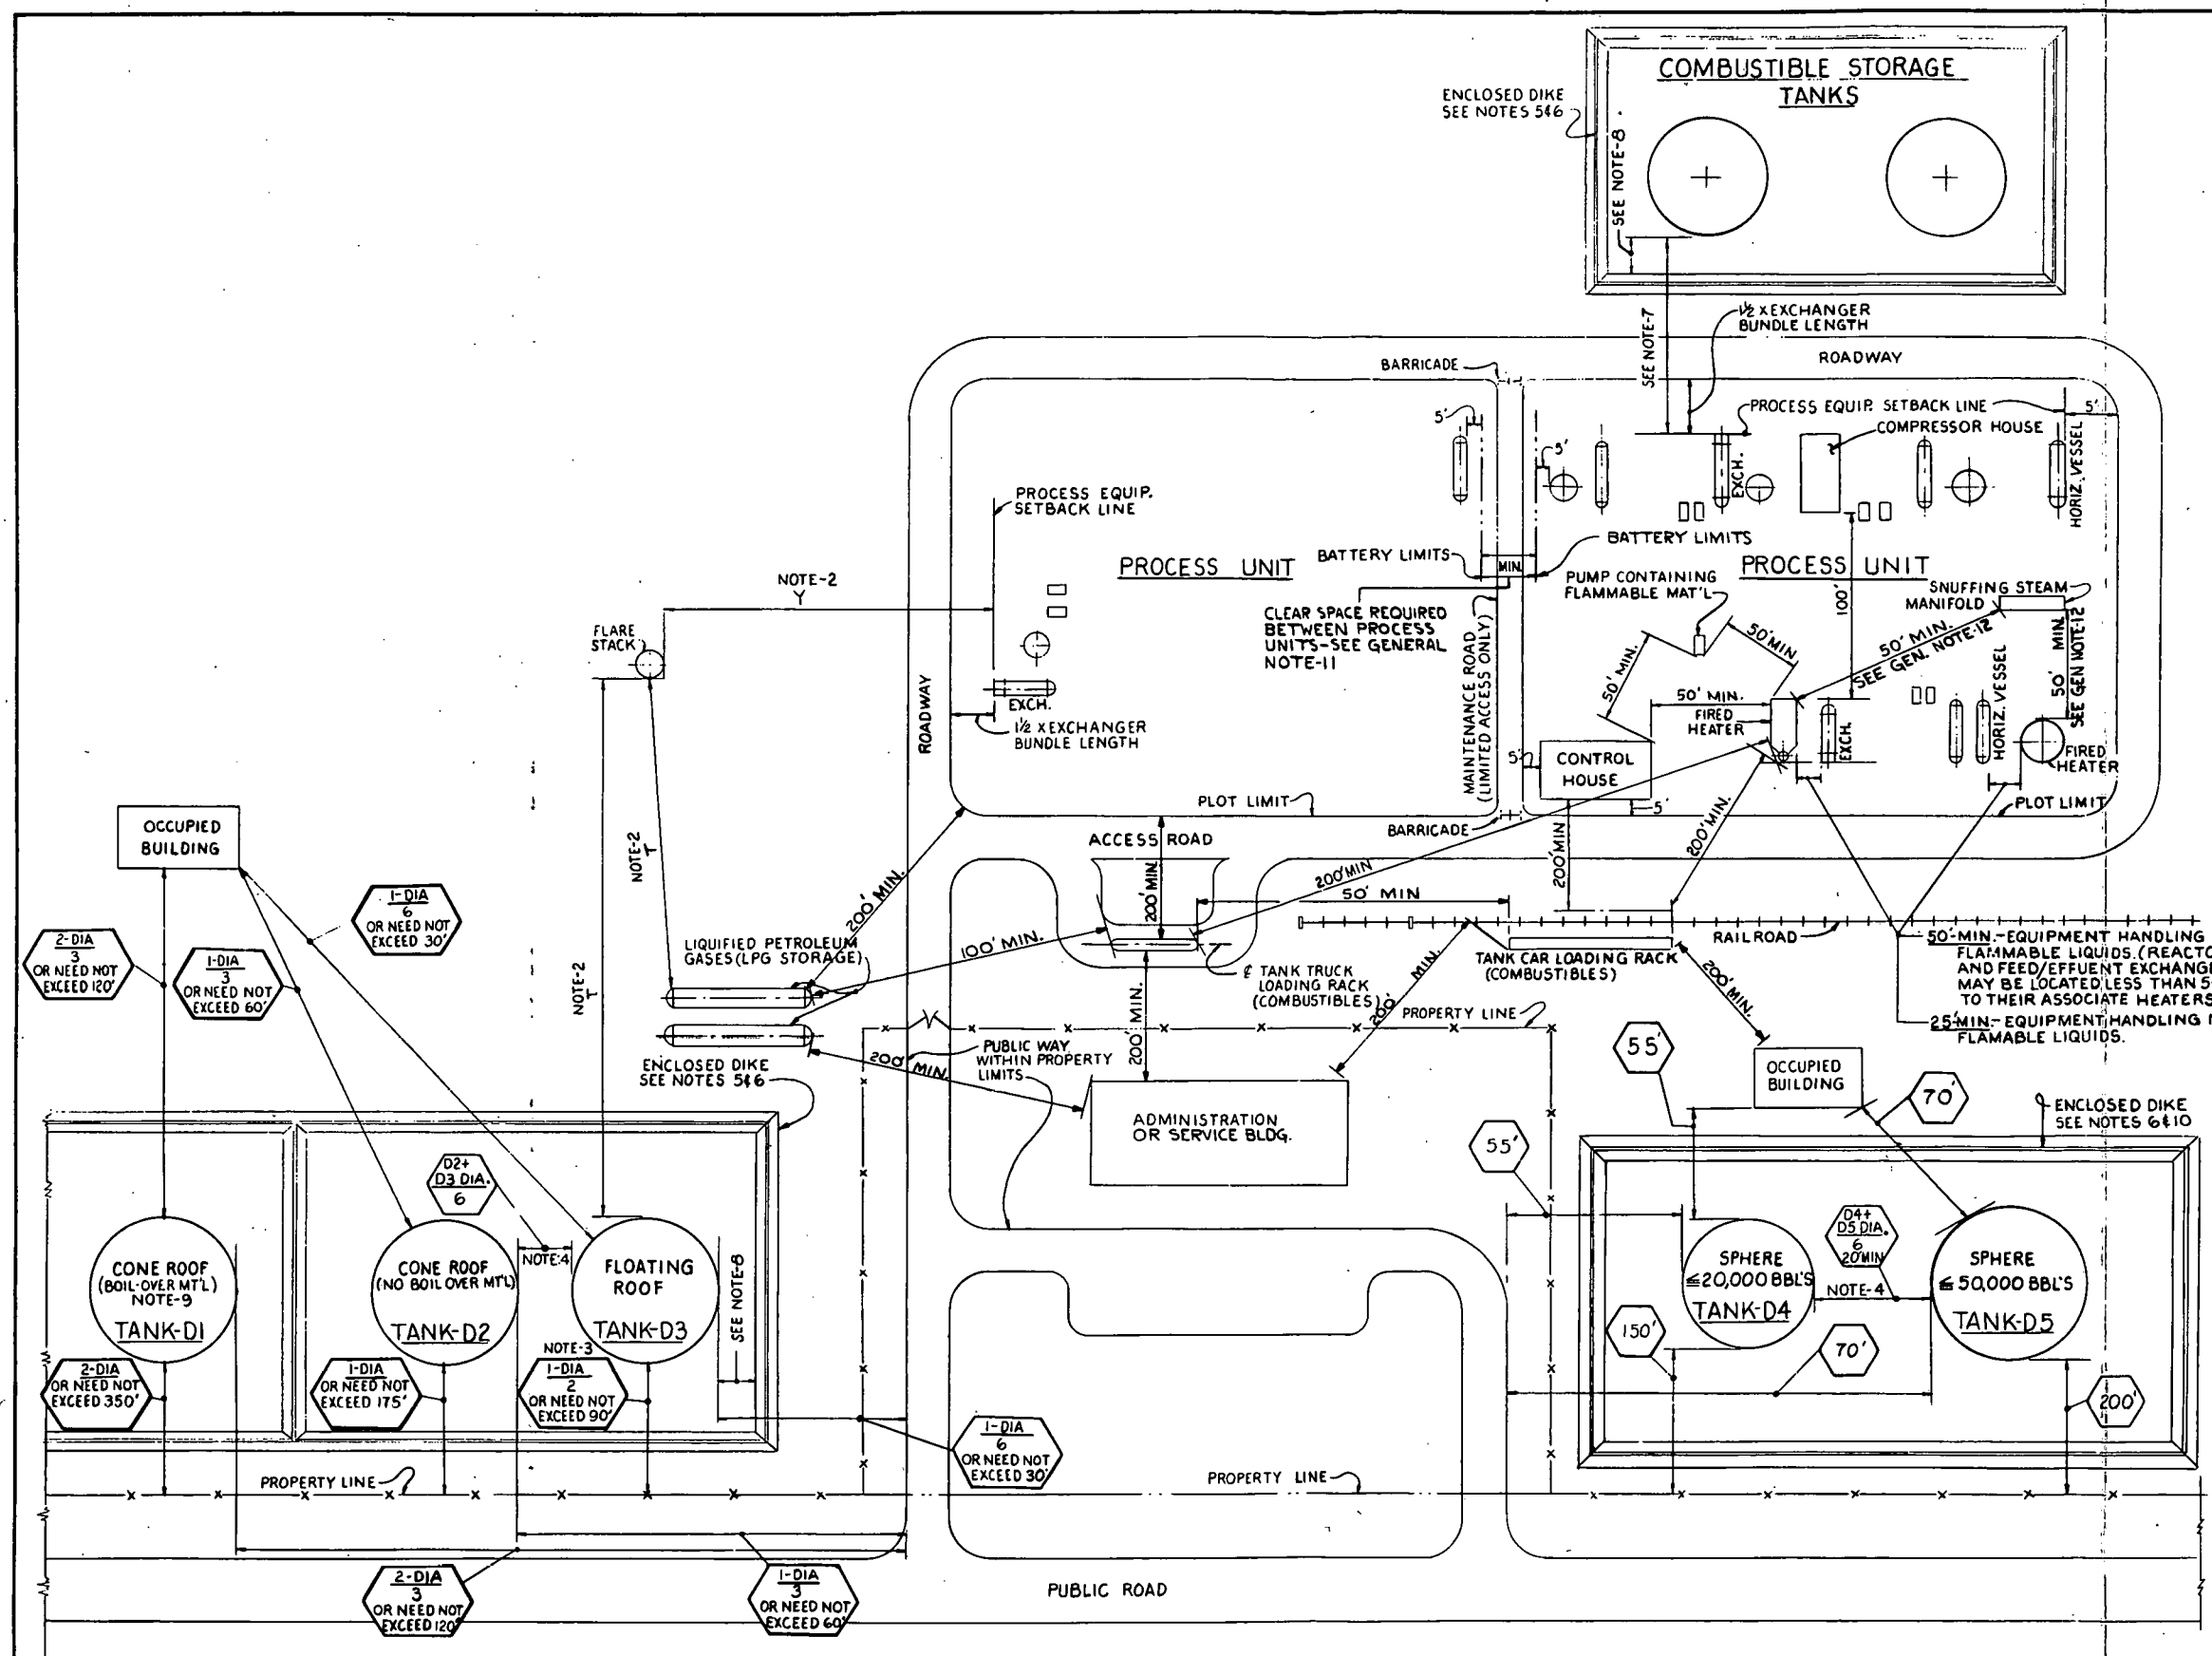 COMBUSTIBLE STORAGE
TANKS
ENCLOSED DIKE
SEE NOTES 5&6
SEE NOTE-8
SEE NOTE-7
1/2 X EXCHANGER
BUNDLE LENGTH
ROADWAY
BARRICADE
5'
5'
PROCESS EQUIP. SETBACK LINE
5'
COMPRESSOR HOUSE
EXCH.
HORIZ. VESSEL
PROCESS EQUIP.
SETBACK LINE
PROCESS UNIT
BATTERY LIMITS
MIN.
BATTERY LIMITS
PROCESS UNIT
NOTE-2
Y
PUMP CONTAINING
FLAMMABLE MAT'L
100'
SNUFFING STEAM
MANIFOLD
CLEAR SPACE REQUIRED
BETWEEN PROCESS
UNITS-SEE GENERAL
NOTE-11
MAINTENANCE ROAD
(LIMITED ACCESS ONLY)
50' MIN.
50' MIN
50' MIN.
SEE GEN. NOTE-12
50' MIN
SEE GEN NOTE-12
FLARE
STACK
ROADWAY
EXCH.
1/2 X EXCHANGER
BUNDLE LENGTH
50' MIN.
FIRED
HEATER
EXCH.
HORIZ. VESSEL
FIRED
HEATER
5'
CONTROL
HOUSE
5'
PLOT LIMIT
PLOT LIMIT
BARRICADE
ACCESS ROAD
200' MIN.
200' MIN
200' MIN
200' MIN.
50' MIN
OCCUPIED
BUILDING
NOTE-2
T
NOTE-2
T
200' MIN.
1-DIA
6
OR NEED NOT
EXCEED 30'
2-DIA
3
OR NEED NOT
EXCEED 120'
1-DIA
3
OR NEED NOT
EXCEED 60'
LIQUIFIED PETROLEUM
GASES (LPG STORAGE)
100' MIN.
RAILROAD
TANK CAR LOADING RACK
(COMBUSTIBLES)
℄ TANK TRUCK
LOADING RACK
(COMBUSTIBLES)
200' MIN.
200' MIN.
50' MIN.-EQUIPMENT HANDLING
FLAMMABLE LIQUIDS. (REACTO
AND FEED/EFFUENT EXCHANGE
MAY BE LOCATED LESS THAN 5
TO THEIR ASSOCIATE HEATERS
25' MIN.-EQUIPMENT HANDLING
FLAMABLE LIQUIDS.
PROPERTY LINE
200' MIN.
PUBLIC WAY
WITHIN PROPERTY
LIMITS
200' MIN.
ENCLOSED DIKE
SEE NOTES 5&6
ADMINISTRATION
OR SERVICE BLDG.
55'
OCCUPIED
BUILDING
70'
ENCLOSED DIKE
SEE NOTES 6&10
55'
D2+
D3 DIA.
6
NOTE-4
CONE ROOF
(BOIL-OVER MT'L)
NOTE-9
TANK-D1
CONE ROOF
(NO BOIL OVER MT'L)
TANK-D2
FLOATING
ROOF
TANK-D3
SEE NOTE-8
D4+
D5 DIA.
6
20' MIN
SPHERE
≦20,000 BBL'S
TANK-D4
NOTE-4
SPHERE
≦50,000 BBL'S
TANK-D5
150'
70'
200'
2-DIA
OR NEED NOT
EXCEED 350'
1-DIA
OR NEED NOT
EXCEED 175'
NOTE-3
1-DIA
2
OR NEED NOT
EXCEED 90'
1-DIA
6
OR NEED NOT
EXCEED 30'
PROPERTY LINE
PROPERTY LINE
2-DIA
3
OR NEED NOT
EXCEED 120'
1-DIA
3
OR NEED NOT
EXCEED 60'
PUBLIC ROAD